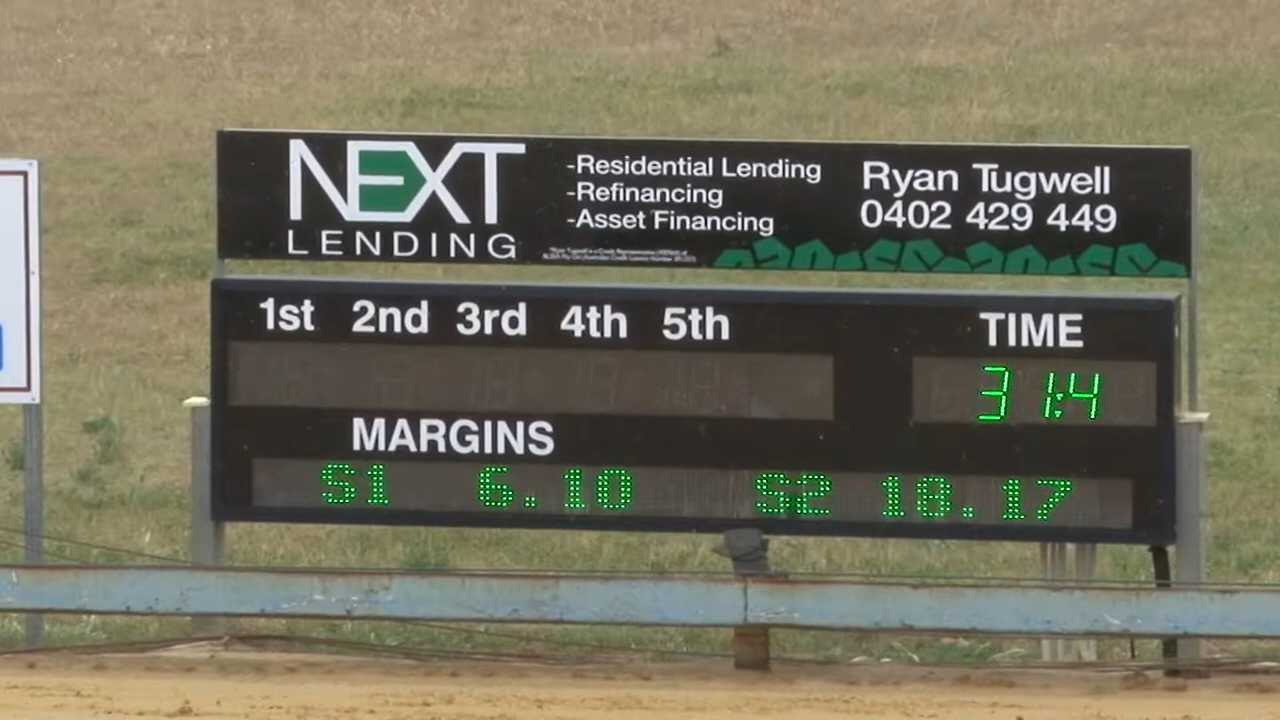 NEXT
LENDING
-Residential Lending
-Refinancing
-Asset Financing
Ryan Tugwell
0402 429 449
1st 2nd 3rd 4th 5th
TIME
31:4
MARGINS
S1 6.10 S2 18.17